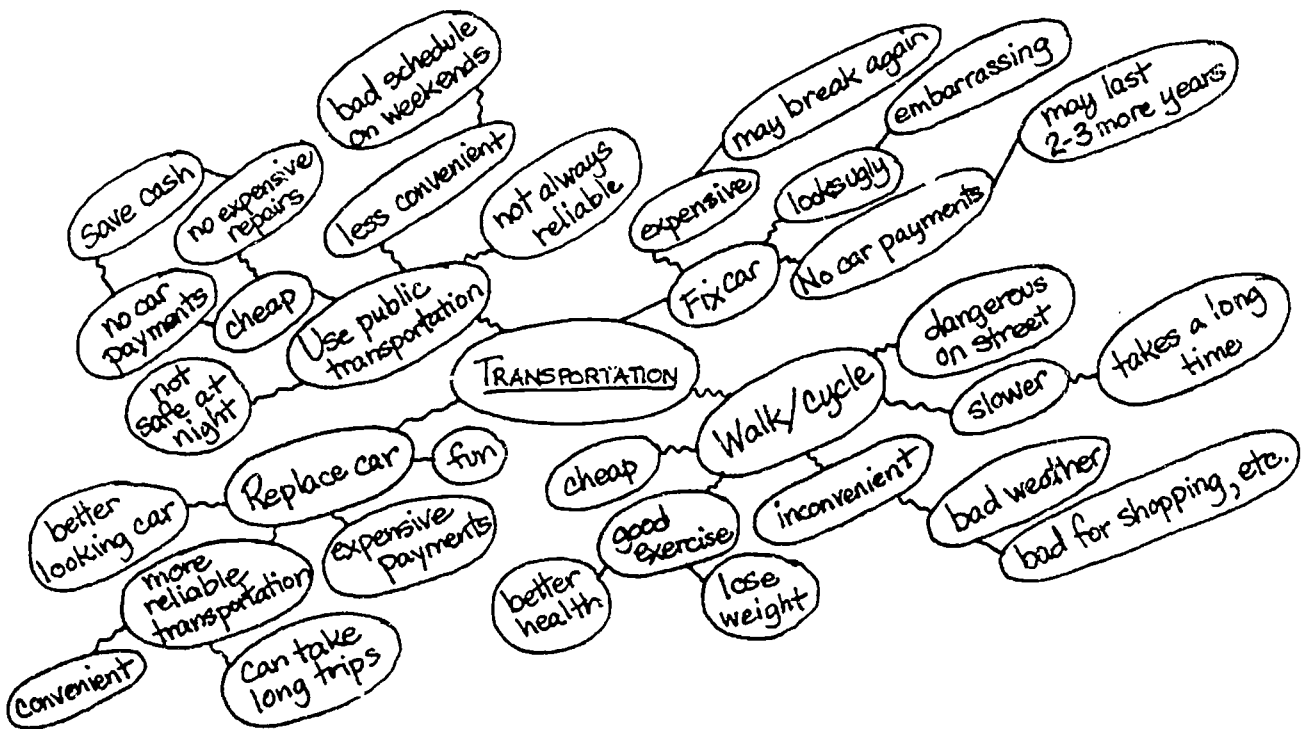 TRANSPORTATION
Use public
transportation
cheap
no expensive
repairs
save cash
no car
payments
not
safe at
night
less convenient
bad schedule
on weekends
not always
reliable
Fix car
expensive
may break again
looks ugly
embarrassing
No car payments
may last
2-3 more years
Walk/Cycle
dangerous
on street
slower
takes a long
time
inconvenient
bad weather
bad for shopping, etc.
cheap
good
exercise
better
health
lose
weight
Replace car
fun
expensive
payments
better
looking car
more
reliable
transportation
convenient
can take
long trips